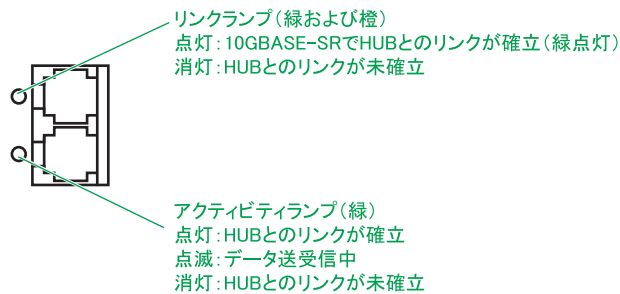 リンクランプ（緑および橙）
点灯：10GBASE-SRでHUBとのリンクが確立（緑点灯）
消灯：HUBとのリンクが未確立
アクティビティランプ（緑）
点灯：HUBとのリンクが確立
点滅：データ送受信中
消灯：HUBとのリンクが未確立